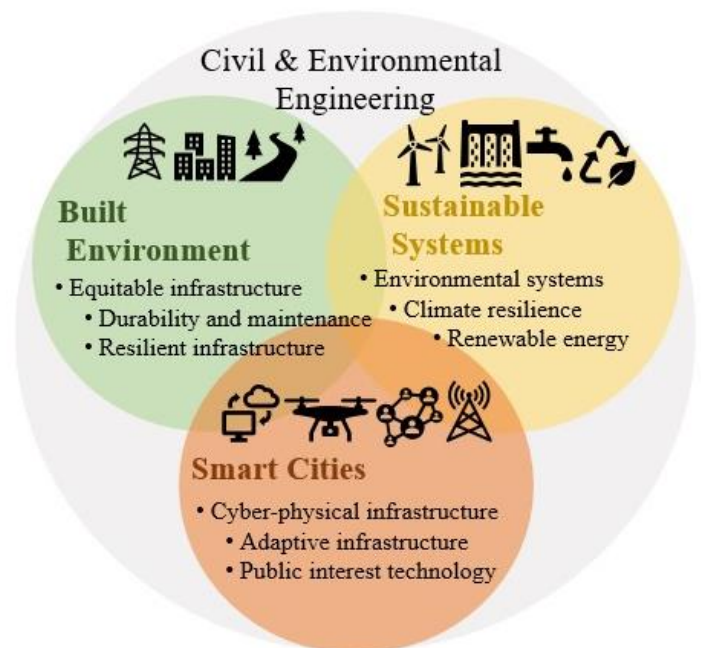 Civil & Environmental
Engineering
Built
Environment
• Equitable infrastructure
• Durability and maintenance
• Resilient infrastructure
Sustainable
Systems
• Environmental systems
• Climate resilience
• Renewable energy
Smart Cities
• Cyber-physical infrastructure
• Adaptive infrastructure
• Public interest technology